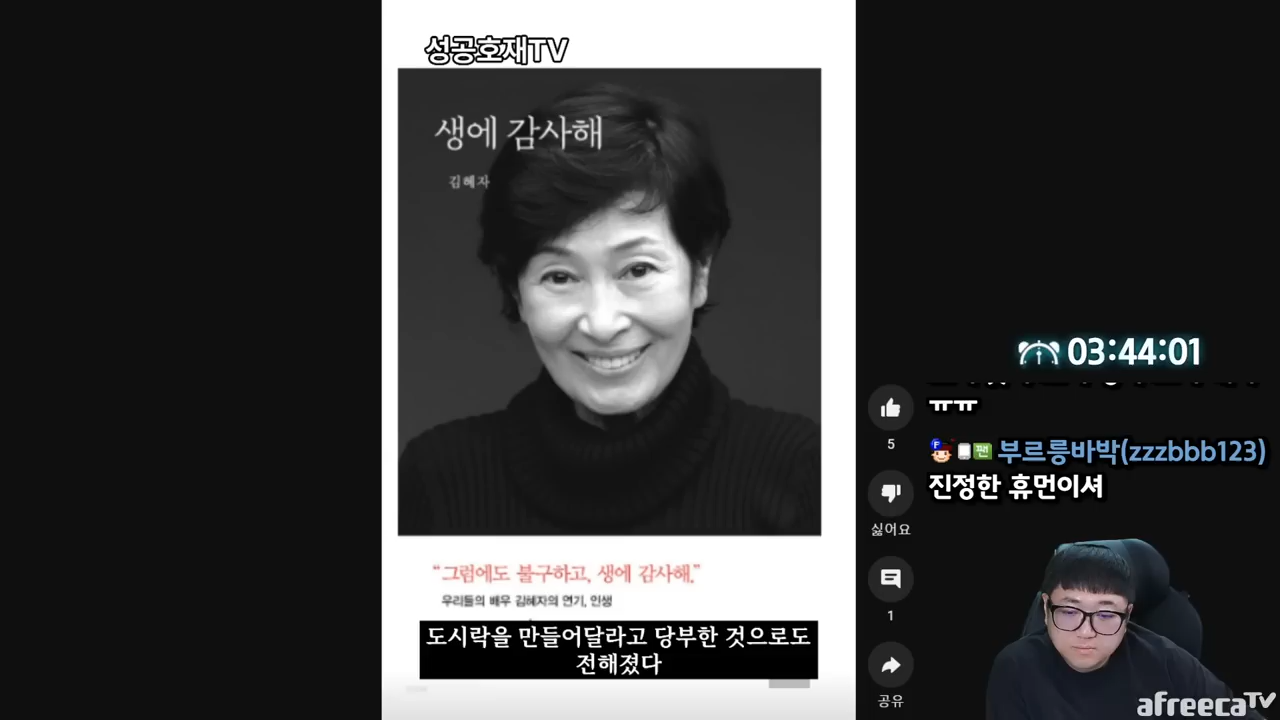 성공호재TV
생에 감사해
김혜자
“그럼에도 불구하고, 생에 감사해.”
우리들의 배우 김혜자의 연기, 인생
도시락을 만들어달라고 당부한 것으로도
전해졌다
03:44:01
ㅠㅠ
5
부르릉바박(zzzbbb123)
진정한 휴먼이셔
싫어요
1
공유
afreecaTV